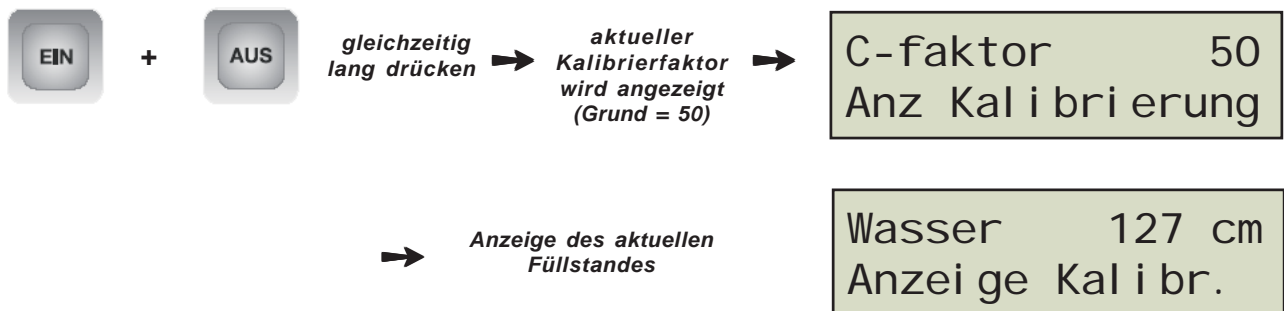 EIN + AUS
gleichzeitig
lang drücken
aktueller
Kalibrierfaktor
wird angezeigt
(Grund = 50)
C-faktor 50
Anz Kalibrierung
Anzeige des aktuellen
Füllstandes
Wasser 127 cm
Anzeige Kalibr.